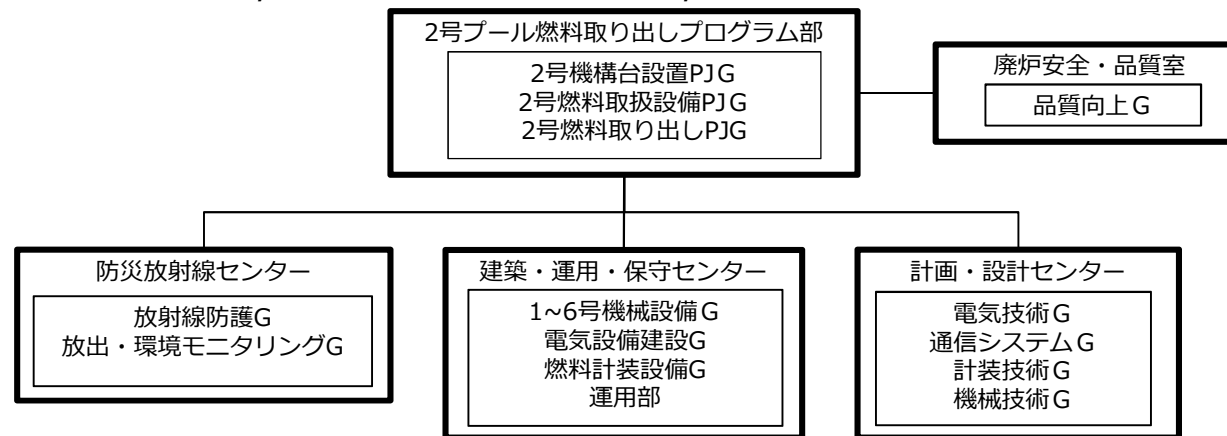 2号プール燃料取り出しプログラム部
2号機構台設置PJG
2号燃料取扱設備PJG
2号燃料取り出しPJG
廃炉安全・品質室
品質向上G
防災放射線センター
放射線防護G
放出・環境モニタリングG
建築・運用・保守センター
1~6号機械設備G
電気設備建設G
燃料計装設備G
運用部
計画・設計センター
電気技術G
通信システムG
計装技術G
機械技術G